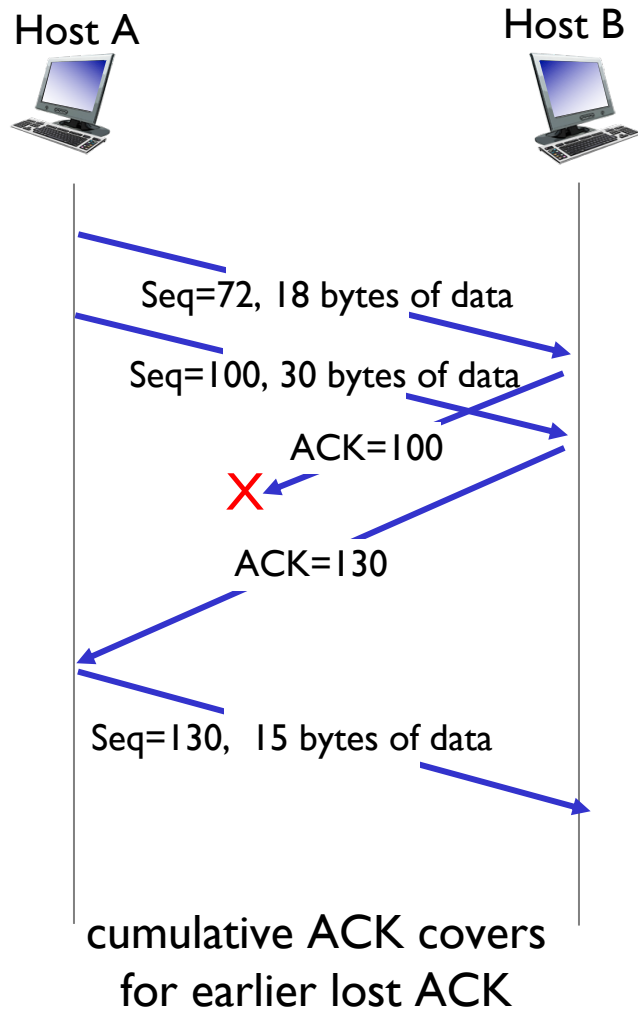 Host A
Host B
Seq=72, 18 bytes of data
Seq=100, 30 bytes of data
ACK=100
X
ACK=130
Seq=130, 15 bytes of data
cumulative ACK covers
for earlier lost ACK